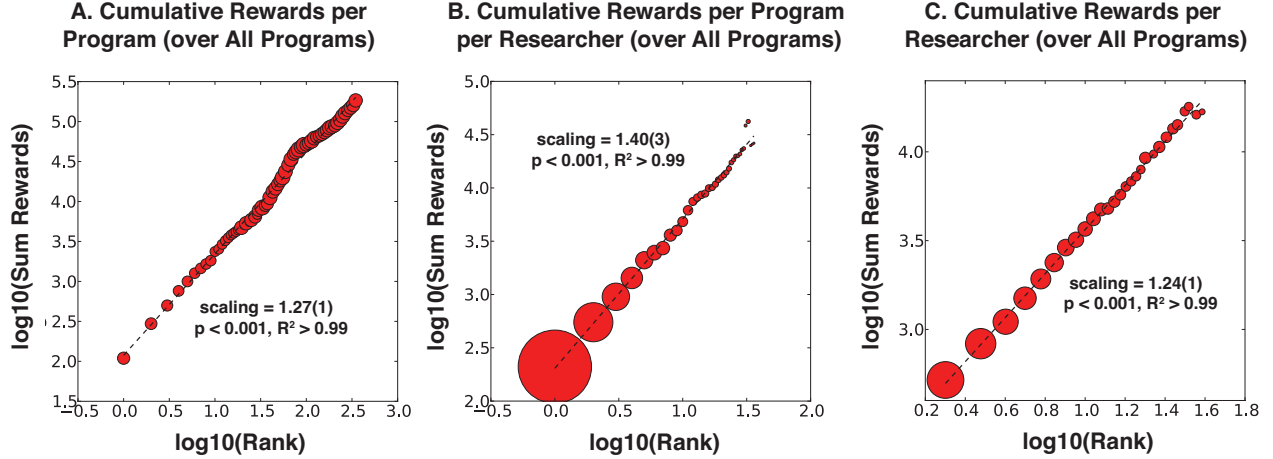 A. Cumulative Rewards per
Program (over All Programs)
5.5
5.0
4.5
4.0
3.5
3.0
2.5
2.0
1.5
−0.5
0.0
0.5
1.0
1.5
2.0
2.5
3.0
log10(Sum Rewards)
log10(Rank)
scaling = 1.27(1)
p < 0.001, R² > 0.99
B. Cumulative Rewards per Program
per Researcher (over All Programs)
5.0
4.5
4.0
3.5
3.0
2.5
2.0
−0.5
0.0
0.5
1.0
1.5
2.0
log10(Sum Rewards)
log10(Rank)
scaling = 1.40(3)
p < 0.001, R² > 0.99
C. Cumulative Rewards per
Researcher (over All Programs)
4.0
3.5
3.0
0.2
0.4
0.6
0.8
1.0
1.2
1.4
1.6
1.8
log10(Sum Rewards)
log10(Rank)
scaling = 1.24(1)
p < 0.001, R² > 0.99